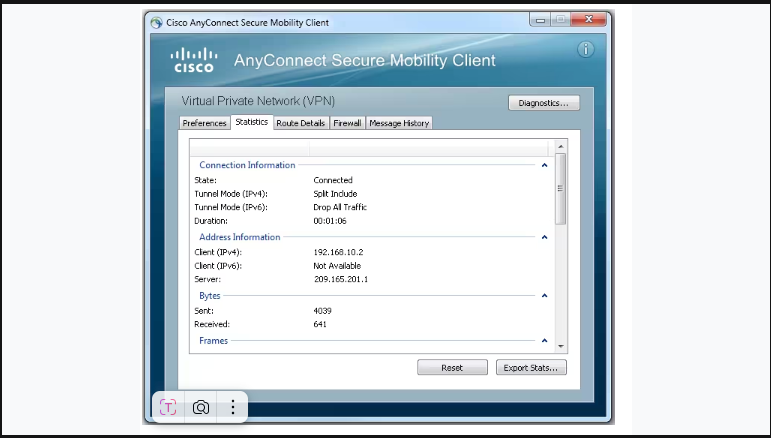 Cisco AnyConnect Secure Mobility Client
CISCO
AnyConnect Secure Mobility Client
Virtual Private Network (VPN)
Diagnostics...
Preferences Statistics Route Details Firewall Message History
Connection Information
State: Connected
Tunnel Mode (IPv4): Split Include
Tunnel Mode (IPv6): Drop All Traffic
Duration: 00:01:06
Address Information
Client (IPv4): 192.168.10.2
Client (IPv6): Not Available
Server: 209.165.201.1
Bytes
Sent: 4039
Received: 641
Frames
Reset Export Stats...
T